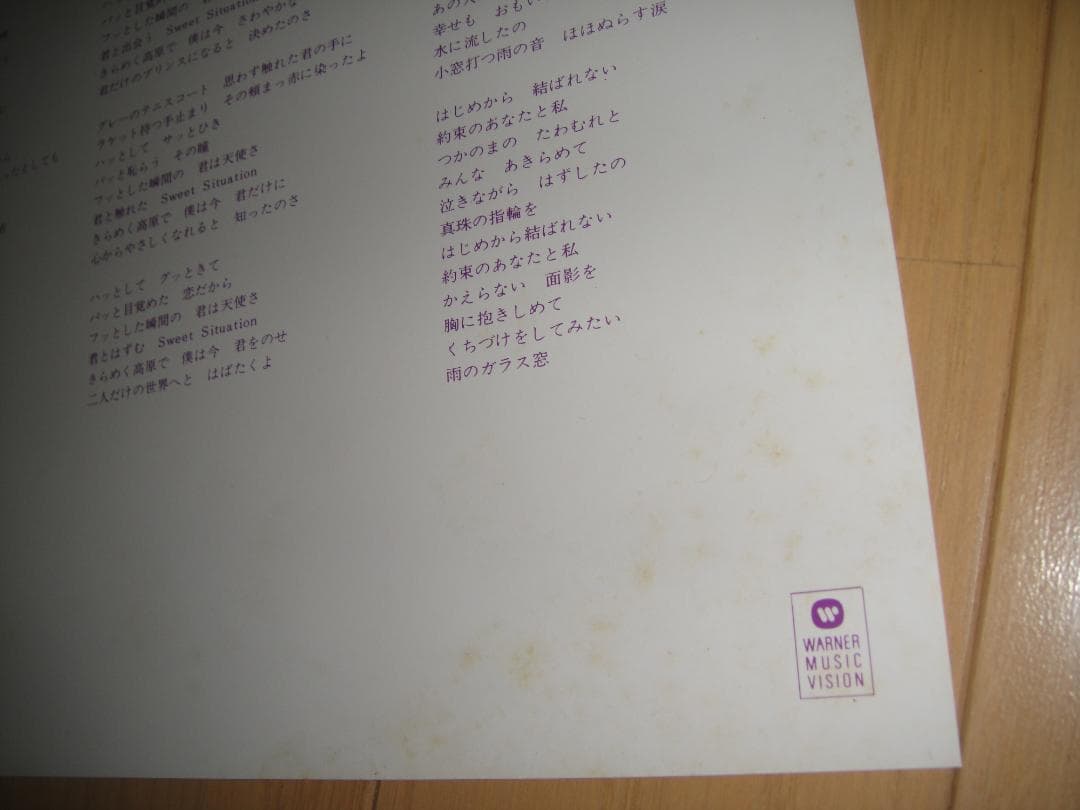 フッとした瞬間の
君と出会う Sweet Situation
きらめく高原で 僕は今 さわやかな
君だけのプリンスになると 決めたのさ
グレーのテニスコート 思わず触れた君の手に
ラケット持つ手止まり その頬まっ赤に染ったよ
ハッとして サッとひき
パッと恥らう その瞳
フッとした瞬間の 君は天使さ
君と触れた Sweet Situation
きらめく高原で 僕は今 君だけに
心からやさしくなれると 知ったのさ
ハッとして グッときて
パッと目覚めた 恋だから
フッとした瞬間の 君は天使さ
君とはずむ Sweet Situation
きらめく高原で 僕は今 君をのせ
二人だけの世界へと はばたくよ
幸せも
水に流したの
小窓打つ雨の音 ほほぬらす涙
はじめから 結ばれない
約束のあなたと私
つかのまの たわむれと
みんな あきらめて
泣きながら はずしたの
真珠の指輪を
はじめから結ばれない
約束のあなたと私
かえらない 面影を
胸に抱きしめて
くちづけをしてみたい
雨のガラス窓
WARNER
MUSIC
VISION